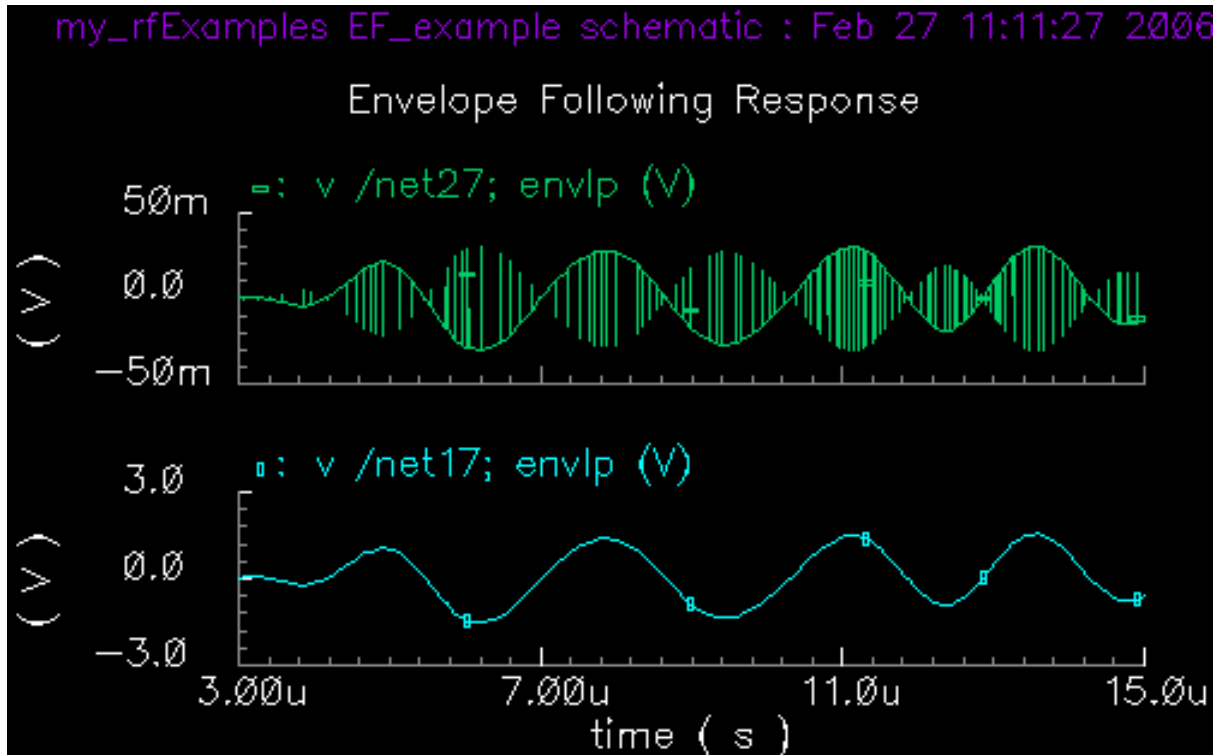 my_rfExamples EF_example schematic : Feb 27 11:11:27 2006
Envelope Following Response
▭: v /net27; envlp (V)
50m
0.0
-50m
(V)
▯: v /net17; envlp (V)
3.0
0.0
-3.0
(V)
3.00u 7.00u 11.0u 15.0u
time ( s )